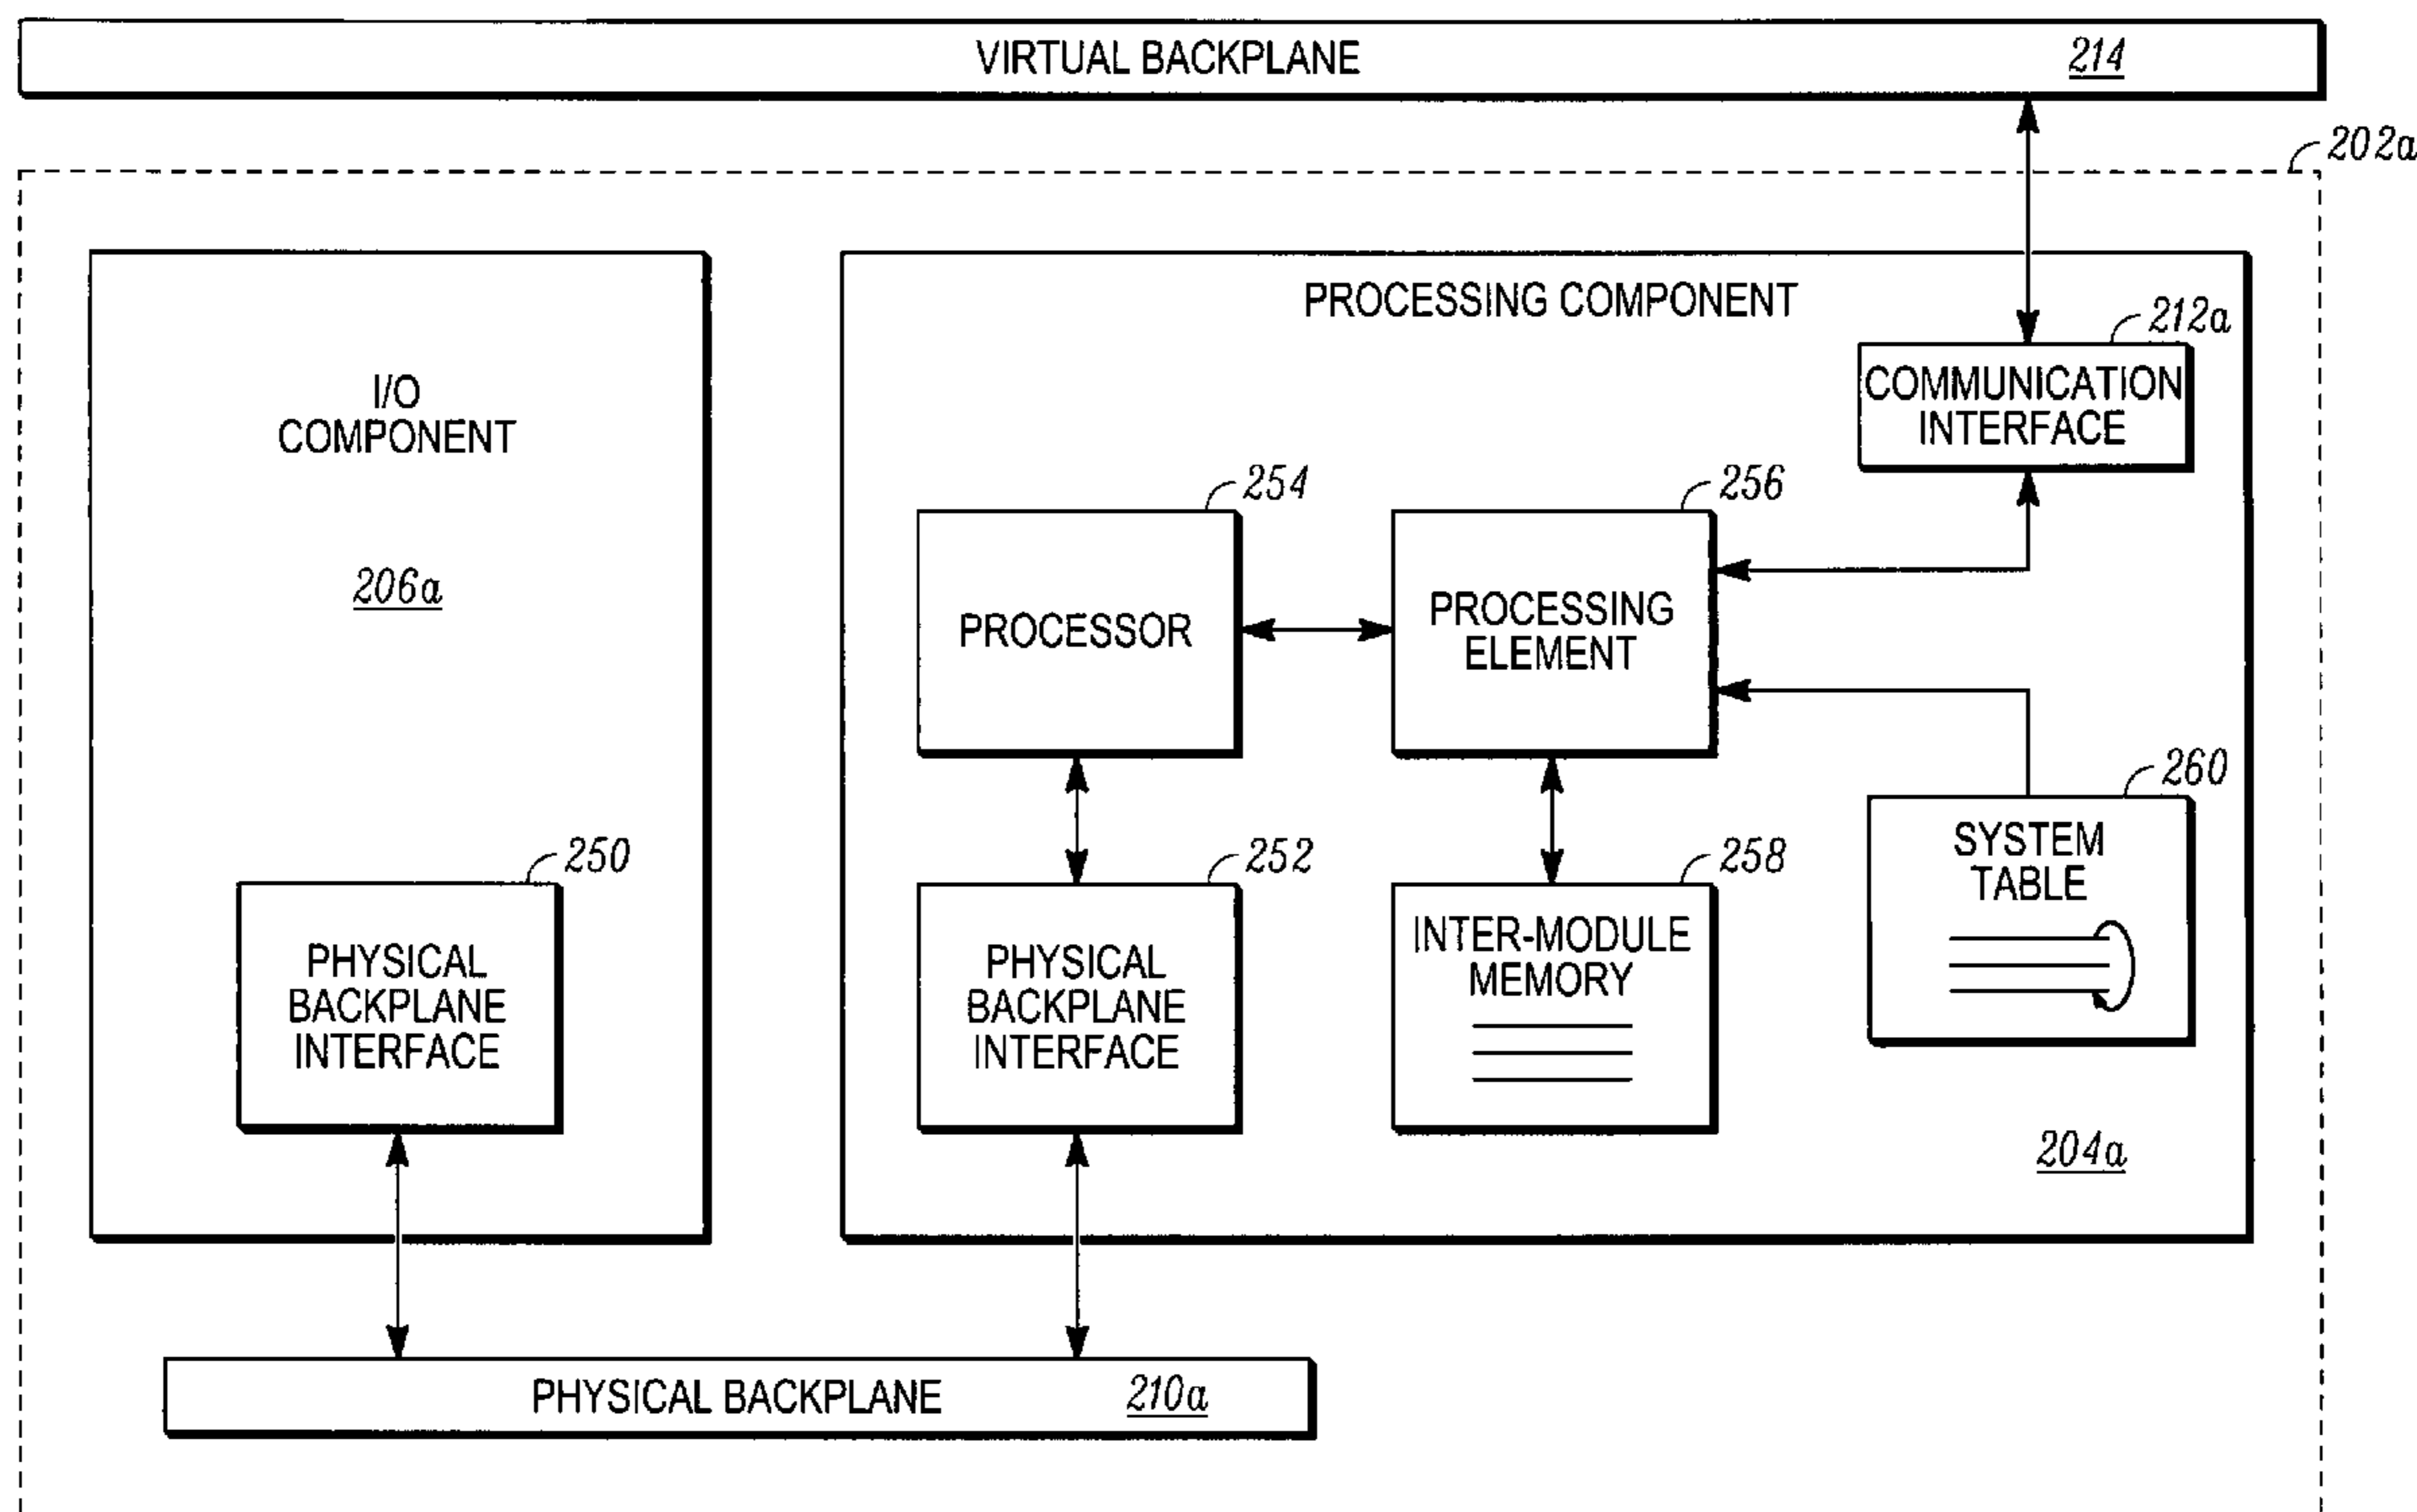 VIRTUAL BACKPLANE 214
202a
PROCESSING COMPONENT
212a
COMMUNICATION
INTERFACE
I/O
COMPONENT
206a
254
PROCESSOR
256
PROCESSING
ELEMENT
260
SYSTEM
TABLE
250
PHYSICAL
BACKPLANE
INTERFACE
252
PHYSICAL
BACKPLANE
INTERFACE
258
INTER-MODULE
MEMORY
204a
PHYSICAL BACKPLANE 210a